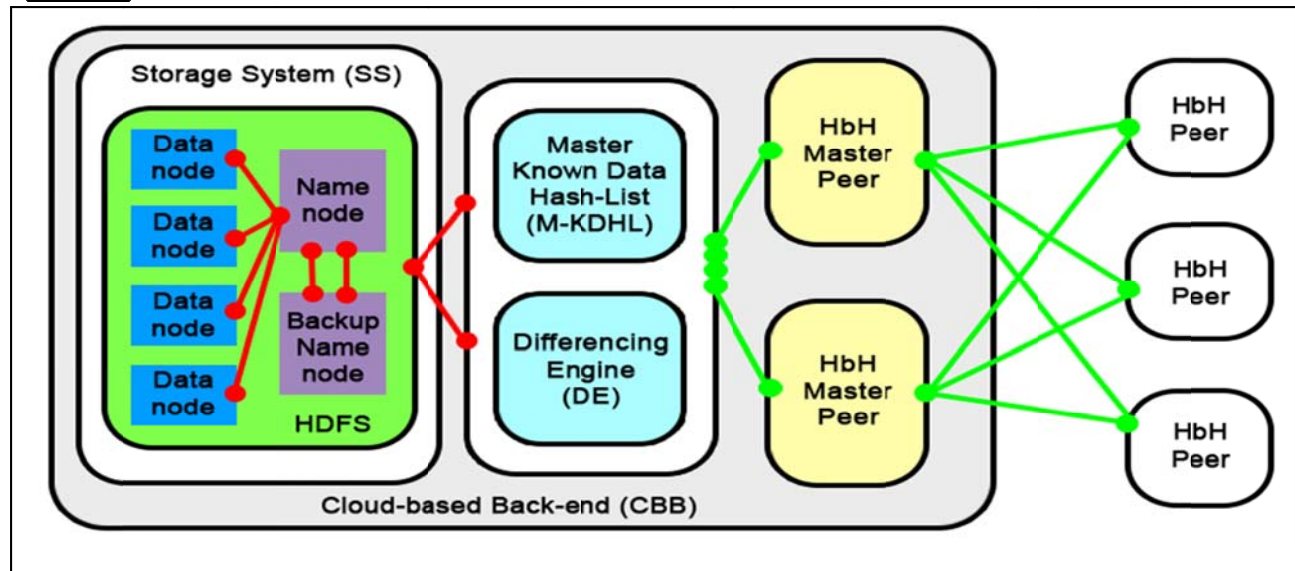 Storage System (SS)
Data
node
Data
node
Data
node
Data
node
Name
node
Backup
Name
node
HDFS
Master
Known Data
Hash-List
(M-KDHL)
Differencing
Engine
(DE)
HbH
Master
Peer
HbH
Master
Peer
Cloud-based Back-end (CBB)
HbH
Peer
HbH
Peer
HbH
Peer